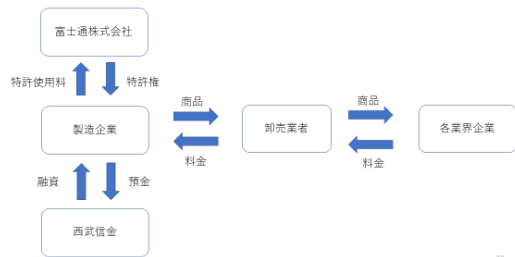 富士通株式会社
特許使用料
特許権
商品
商品
製造企業
卸売業者
各業界企業
料金
料金
融資
預金
西武信金